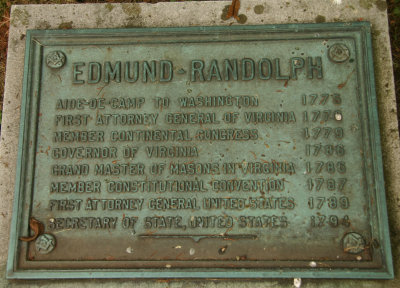 EDMUND RANDOLPH
AIDE-DE-CAMP TO WASHINGTON 1775
FIRST ATTORNEY GENERAL OF VIRGINIA 1776
MEMBER CONTINENTAL CONGRESS 1779
GOVERNOR OF VIRGINIA 1786
GRAND MASTER OF MASONS IN VIRGINIA 1786
MEMBER CONSTITUTIONAL CONVENTION 1787
FIRST ATTORNEY GENERAL UNITED STATES 1789
SECRETARY OF STATE, UNITED STATES 1794